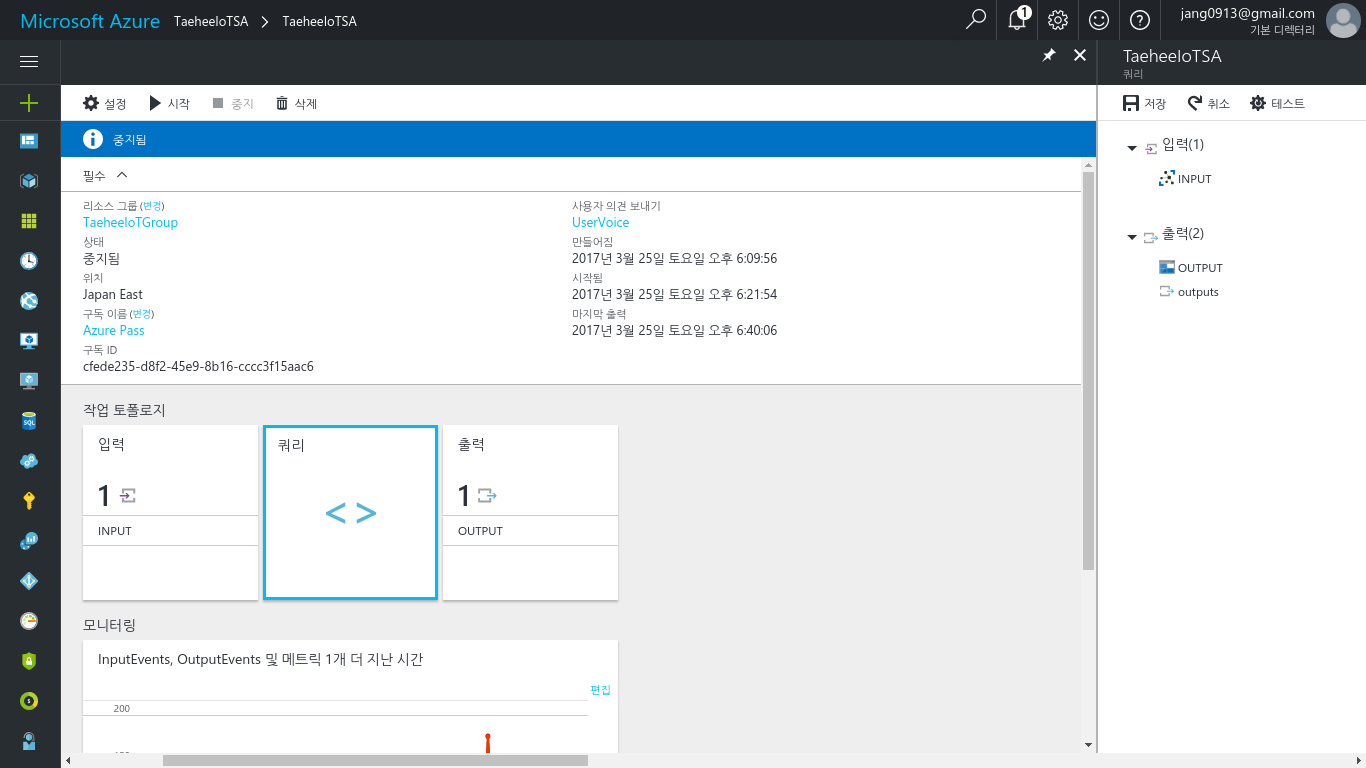 Microsoft Azure TaeheeIoTSA TaeheeIoTSA
1
jang0913@gmail.com
기본 디렉터리
설정 시작 중지 삭제
중지됨
필수
리소스 그룹 (변경)
TaeheeIoTGroup
상태
중지됨
위치
Japan East
구독 이름 (변경)
Azure Pass
구독 ID
cfede235-d8f2-45e9-8b16-cccc3f15aac6
사용자 의견 보내기
UserVoice
만들어짐
2017년 3월 25일 토요일 오후 6:09:56
시작됨
2017년 3월 25일 토요일 오후 6:21:54
마지막 출력
2017년 3월 25일 토요일 오후 6:40:06
작업 토폴로지
입력
1
INPUT
쿼리
< >
출력
1
OUTPUT
모니터링
InputEvents, OutputEvents 및 메트릭 1개 더 지난 시간
편집
200
TaeheeIoTSA
쿼리
저장 취소 테스트
입력(1)
INPUT
출력(2)
OUTPUT
outputs